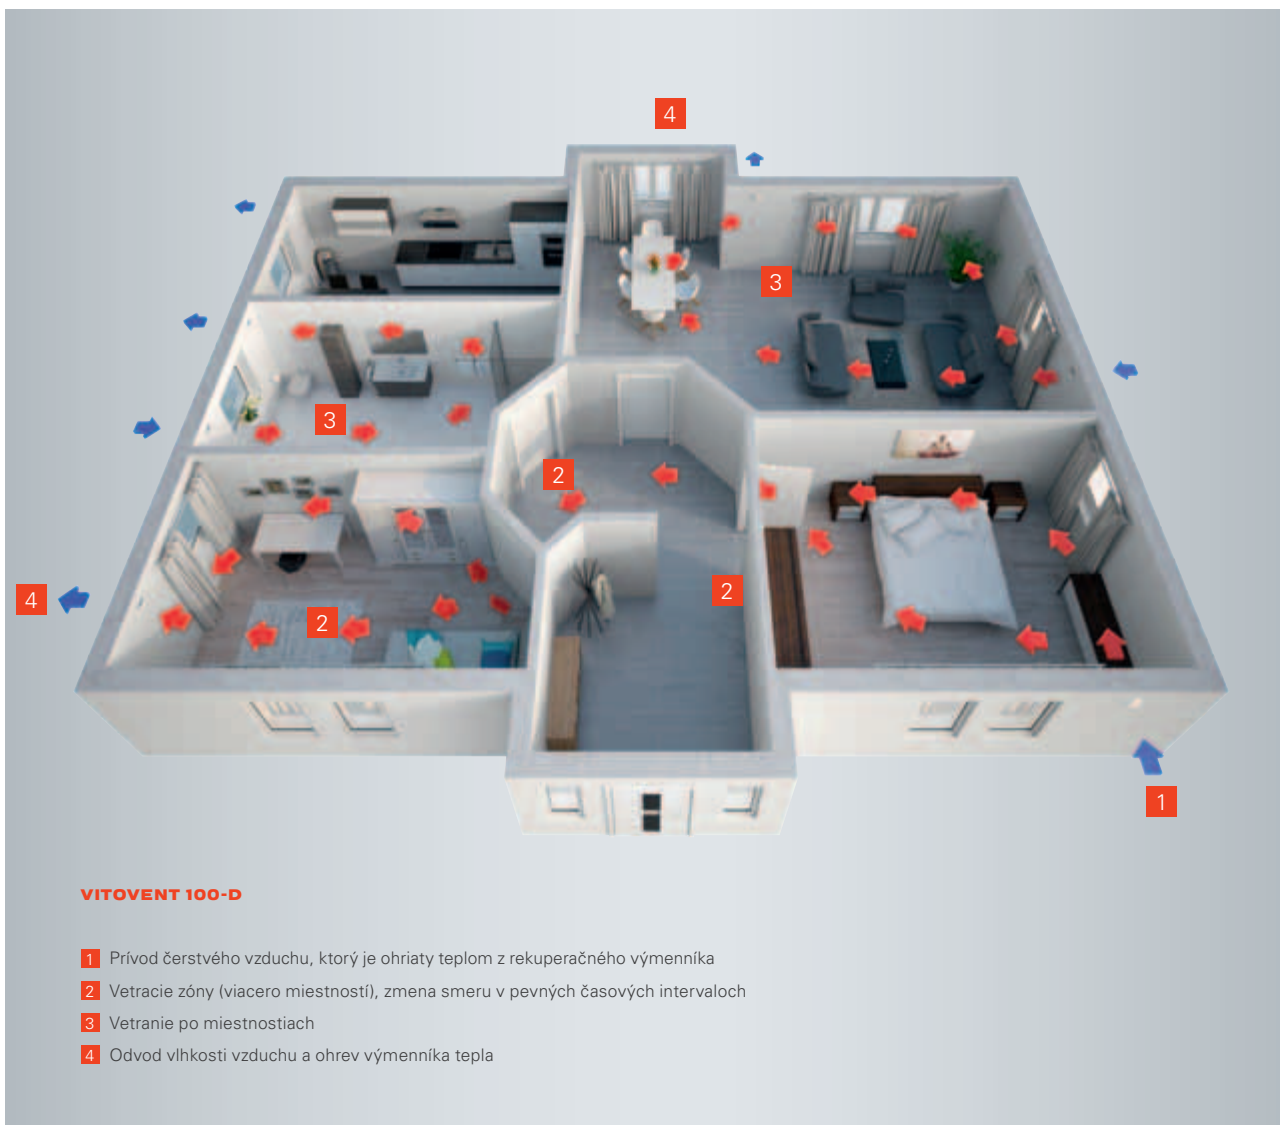 4
3
3
2
2
4
2
1
VITOVENT 100-D
1 Prívod čerstvého vzduchu, ktorý je ohriaty teplom z rekuperačného výmenníka
2 Vetracie zóny (viacero miestností), zmena smeru v pevných časových intervaloch
3 Vetranie po miestnostiach
4 Odvod vlhkosti vzduchu a ohrev výmenníka tepla